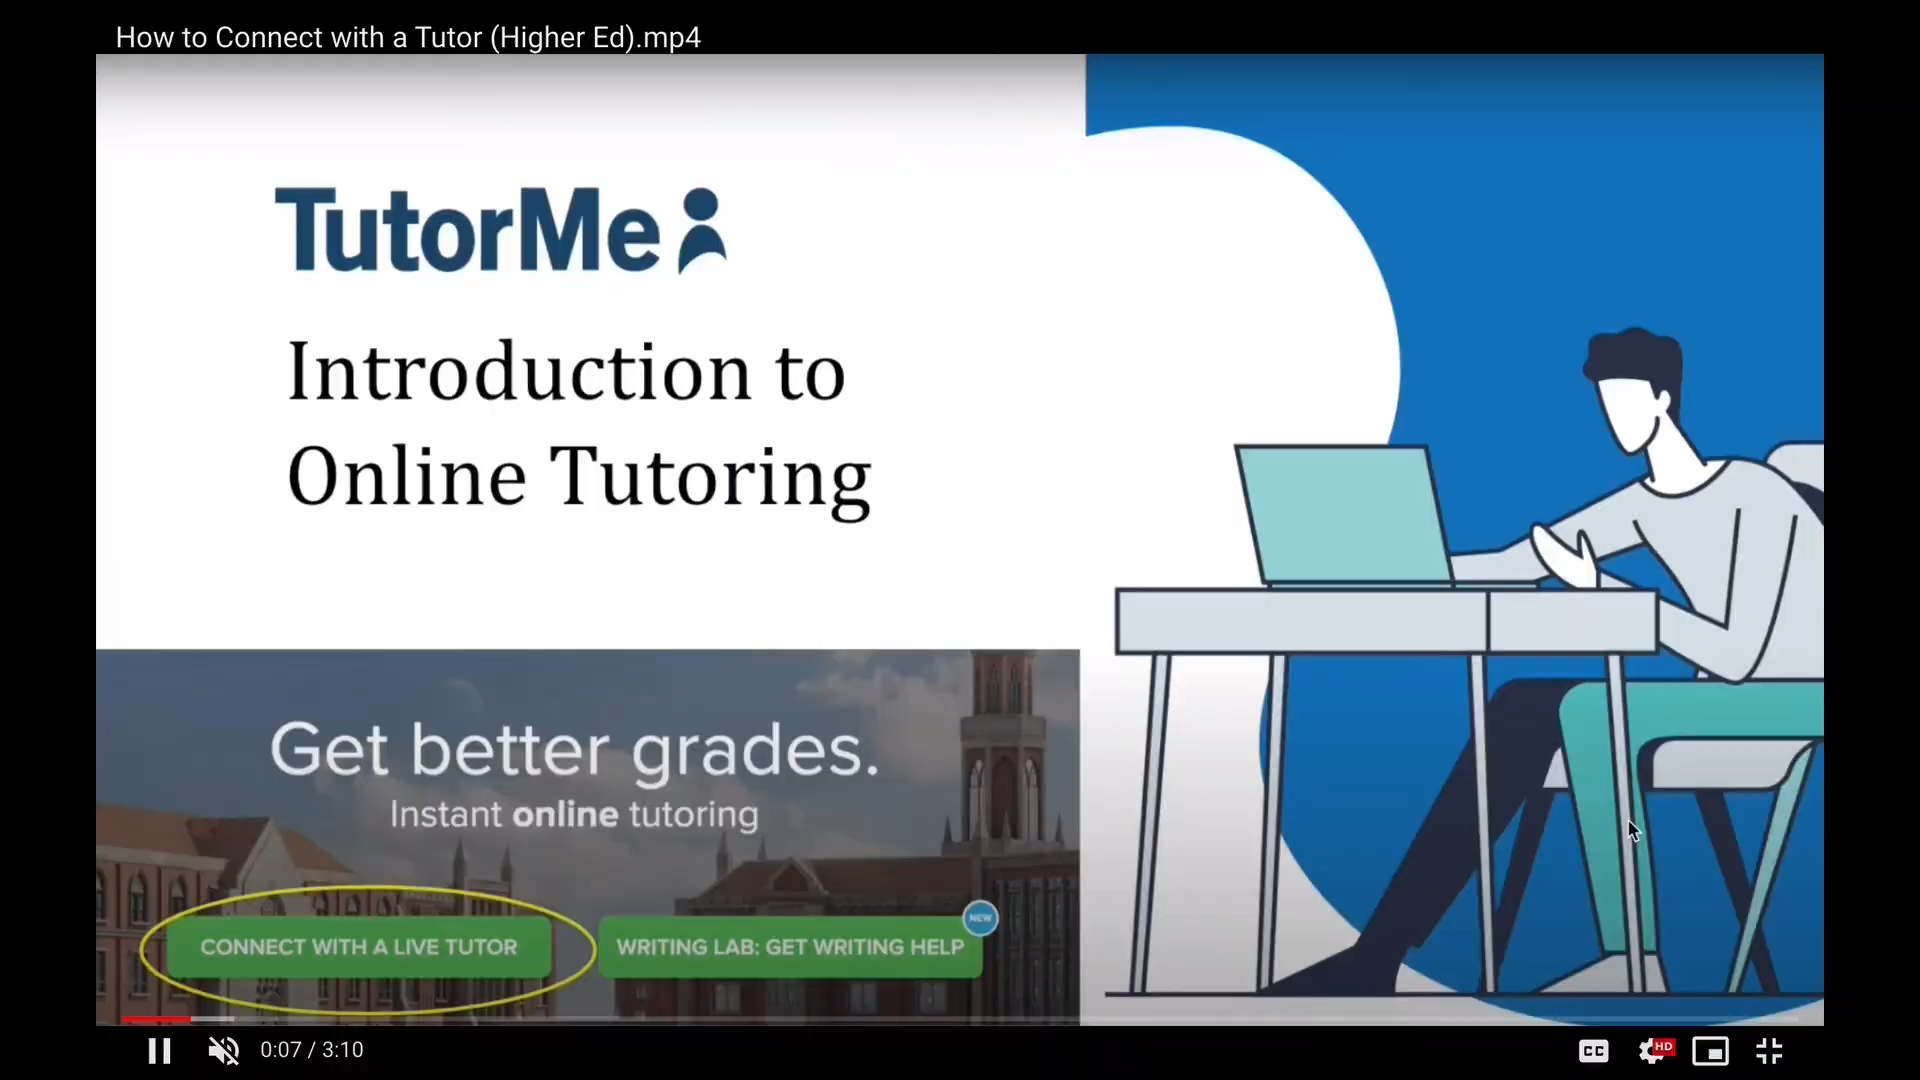 How to Connect with a Tutor (Higher Ed).mp4
TutorMe
Introduction to
Online Tutoring
Get better grades.
Instant online tutoring
CONNECT WITH A LIVE TUTOR
WRITING LAB: GET WRITING HELP
NEW
0:07 / 3:10
CC
HD